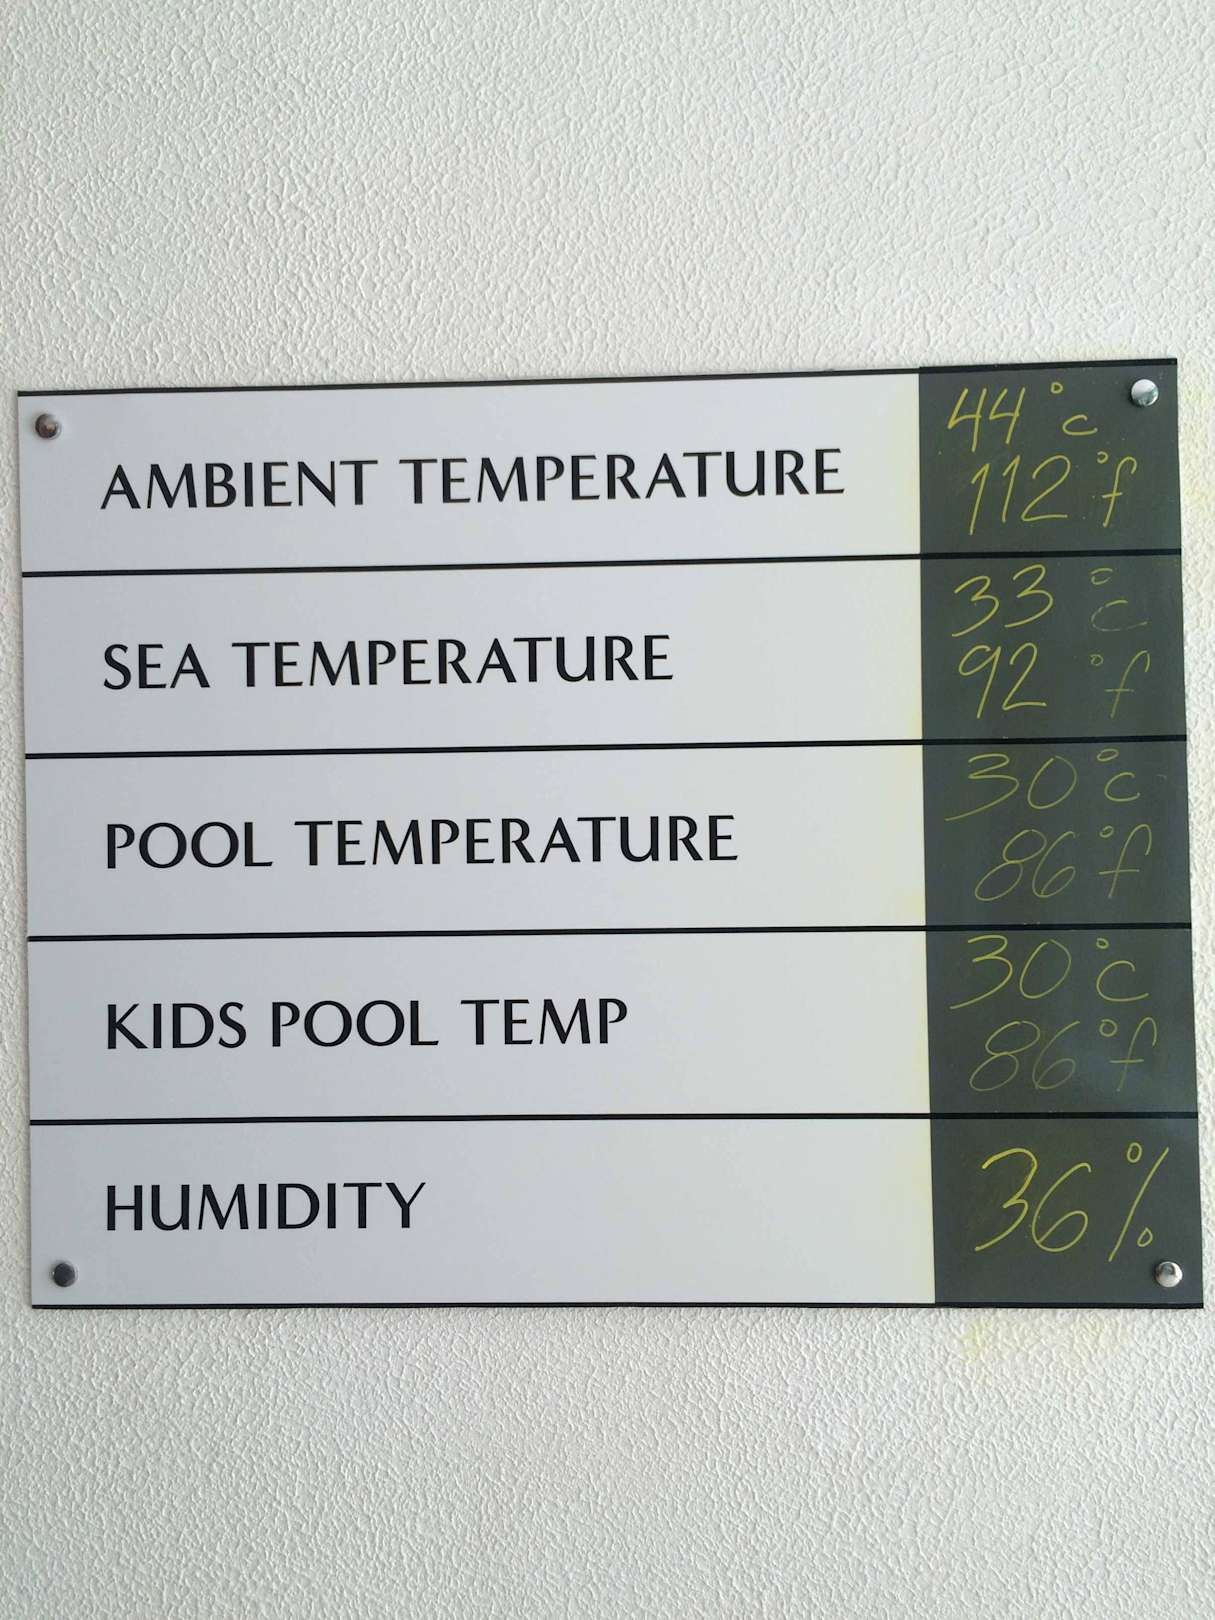 AMBIENT TEMPERATURE
44°c
112°f
SEA TEMPERATURE
33°c
92°f
POOL TEMPERATURE
30°c
86°f
KIDS POOL TEMP
30°c
86°f
HUMIDITY
36%